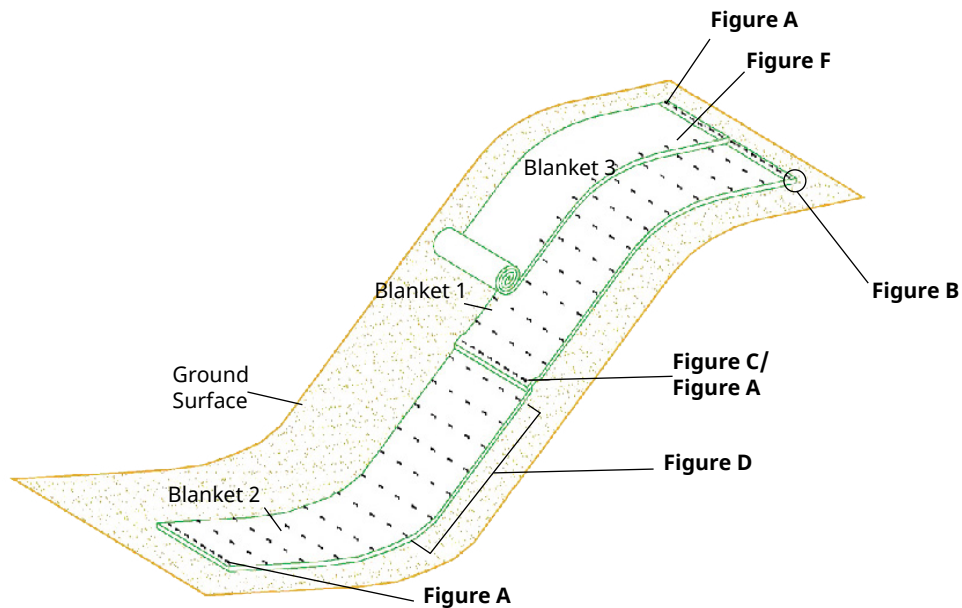 Figure A
Figure F
Blanket 3
Blanket 1
Figure B
Figure C/
Figure A
Ground
Surface
Figure D
Blanket 2
Figure A